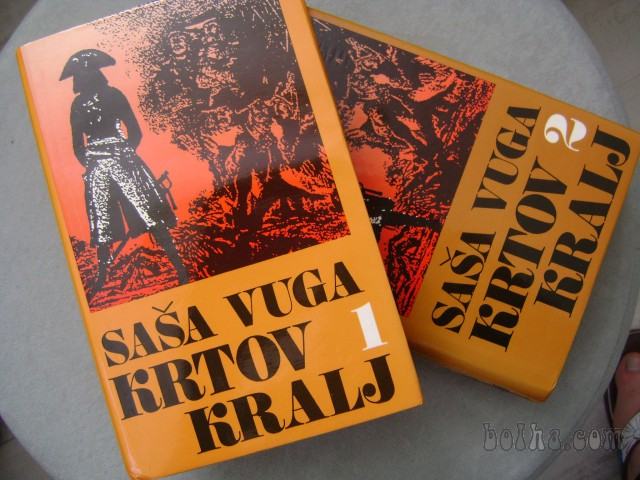 SAŠA VUGA
KRTOV
KRALJ
1
SAŠA VUGA
KRTOV
KRALJ
2
bolha.com